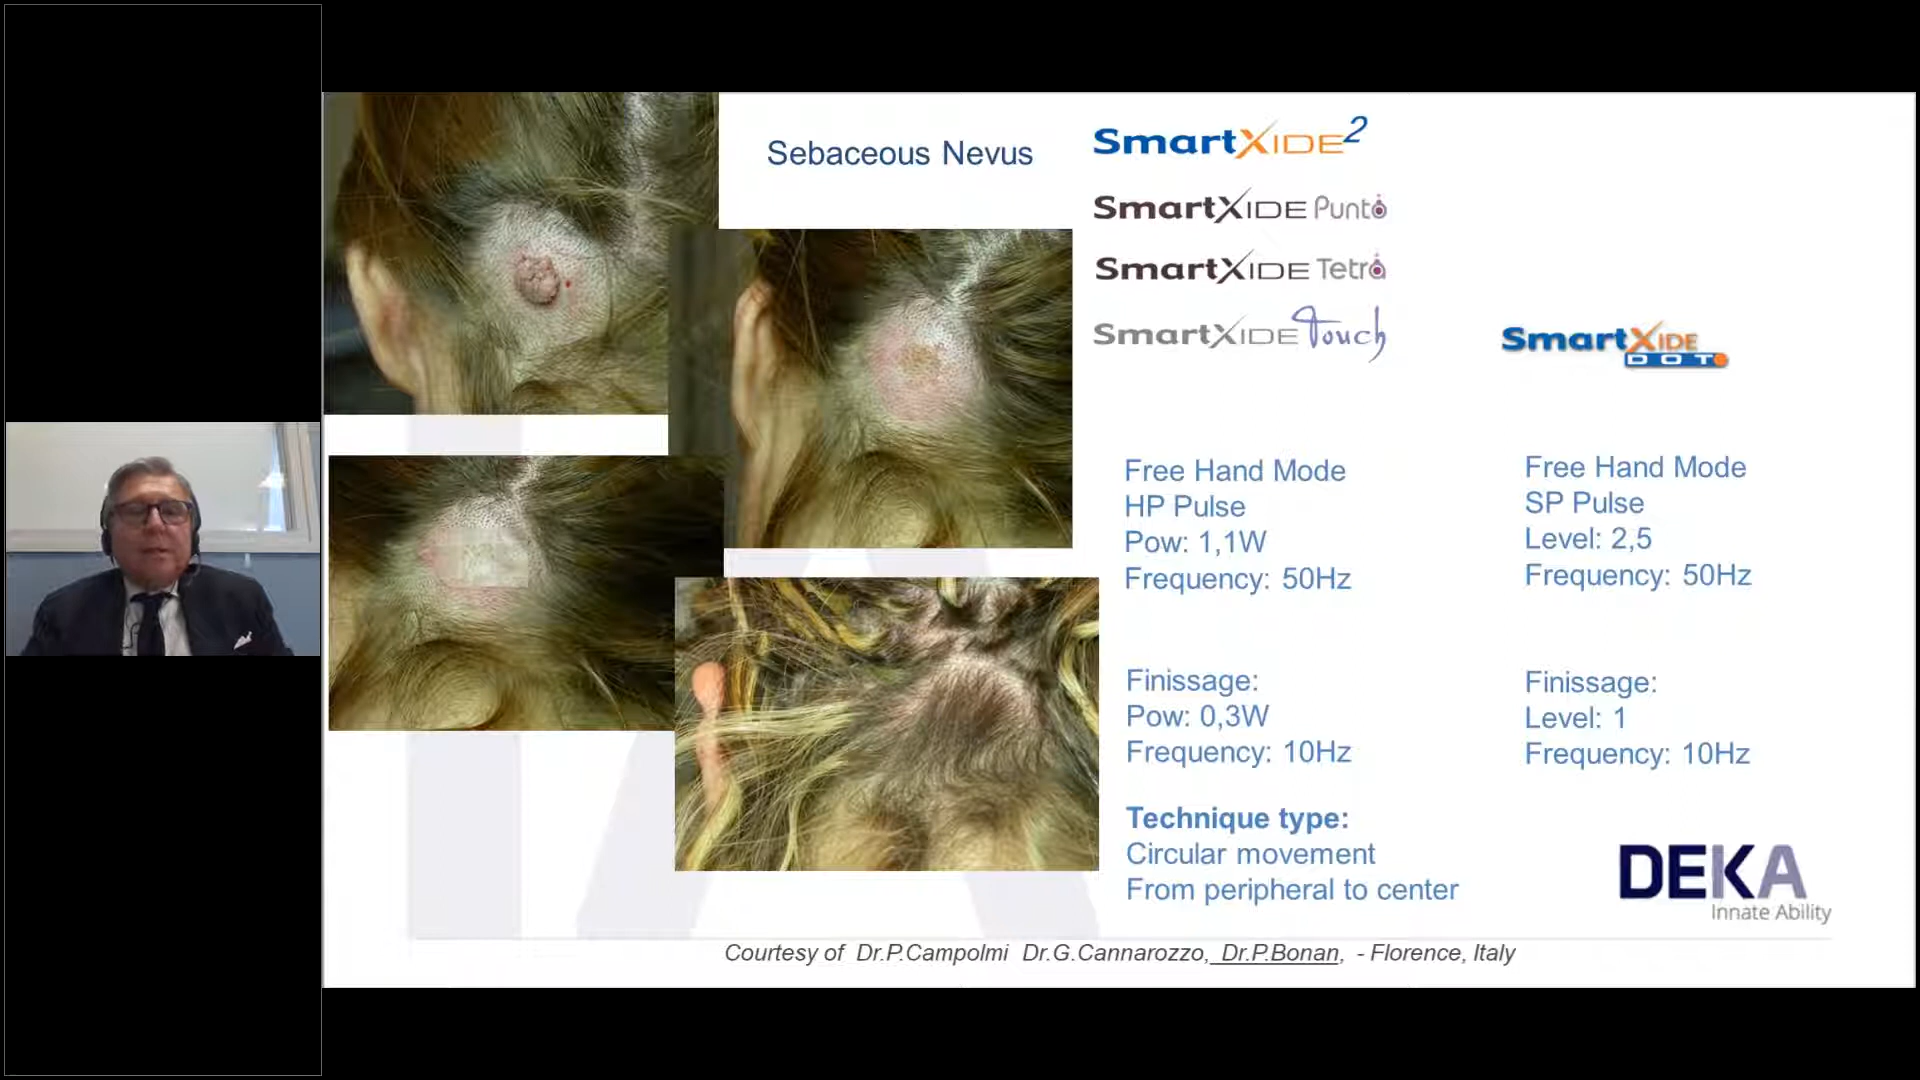 Sebaceous Nevus
SmartXIDE2
SmartXIDE Punto
SmartXIDE Tetra
SmartXIDE Touch
SmartXIDE
DOT
Free Hand Mode
HP Pulse
Pow: 1,1W
Frequency: 50Hz
Free Hand Mode
SP Pulse
Level: 2,5
Frequency: 50Hz
Finissage:
Pow: 0,3W
Frequency: 10Hz
Finissage:
Level: 1
Frequency: 10Hz
Technique type:
Circular movement
From peripheral to center
DEKA
Innate Ability
Courtesy of Dr.P.Campolmi Dr.G.Cannarozzo, Dr.P.Bonan, - Florence, Italy